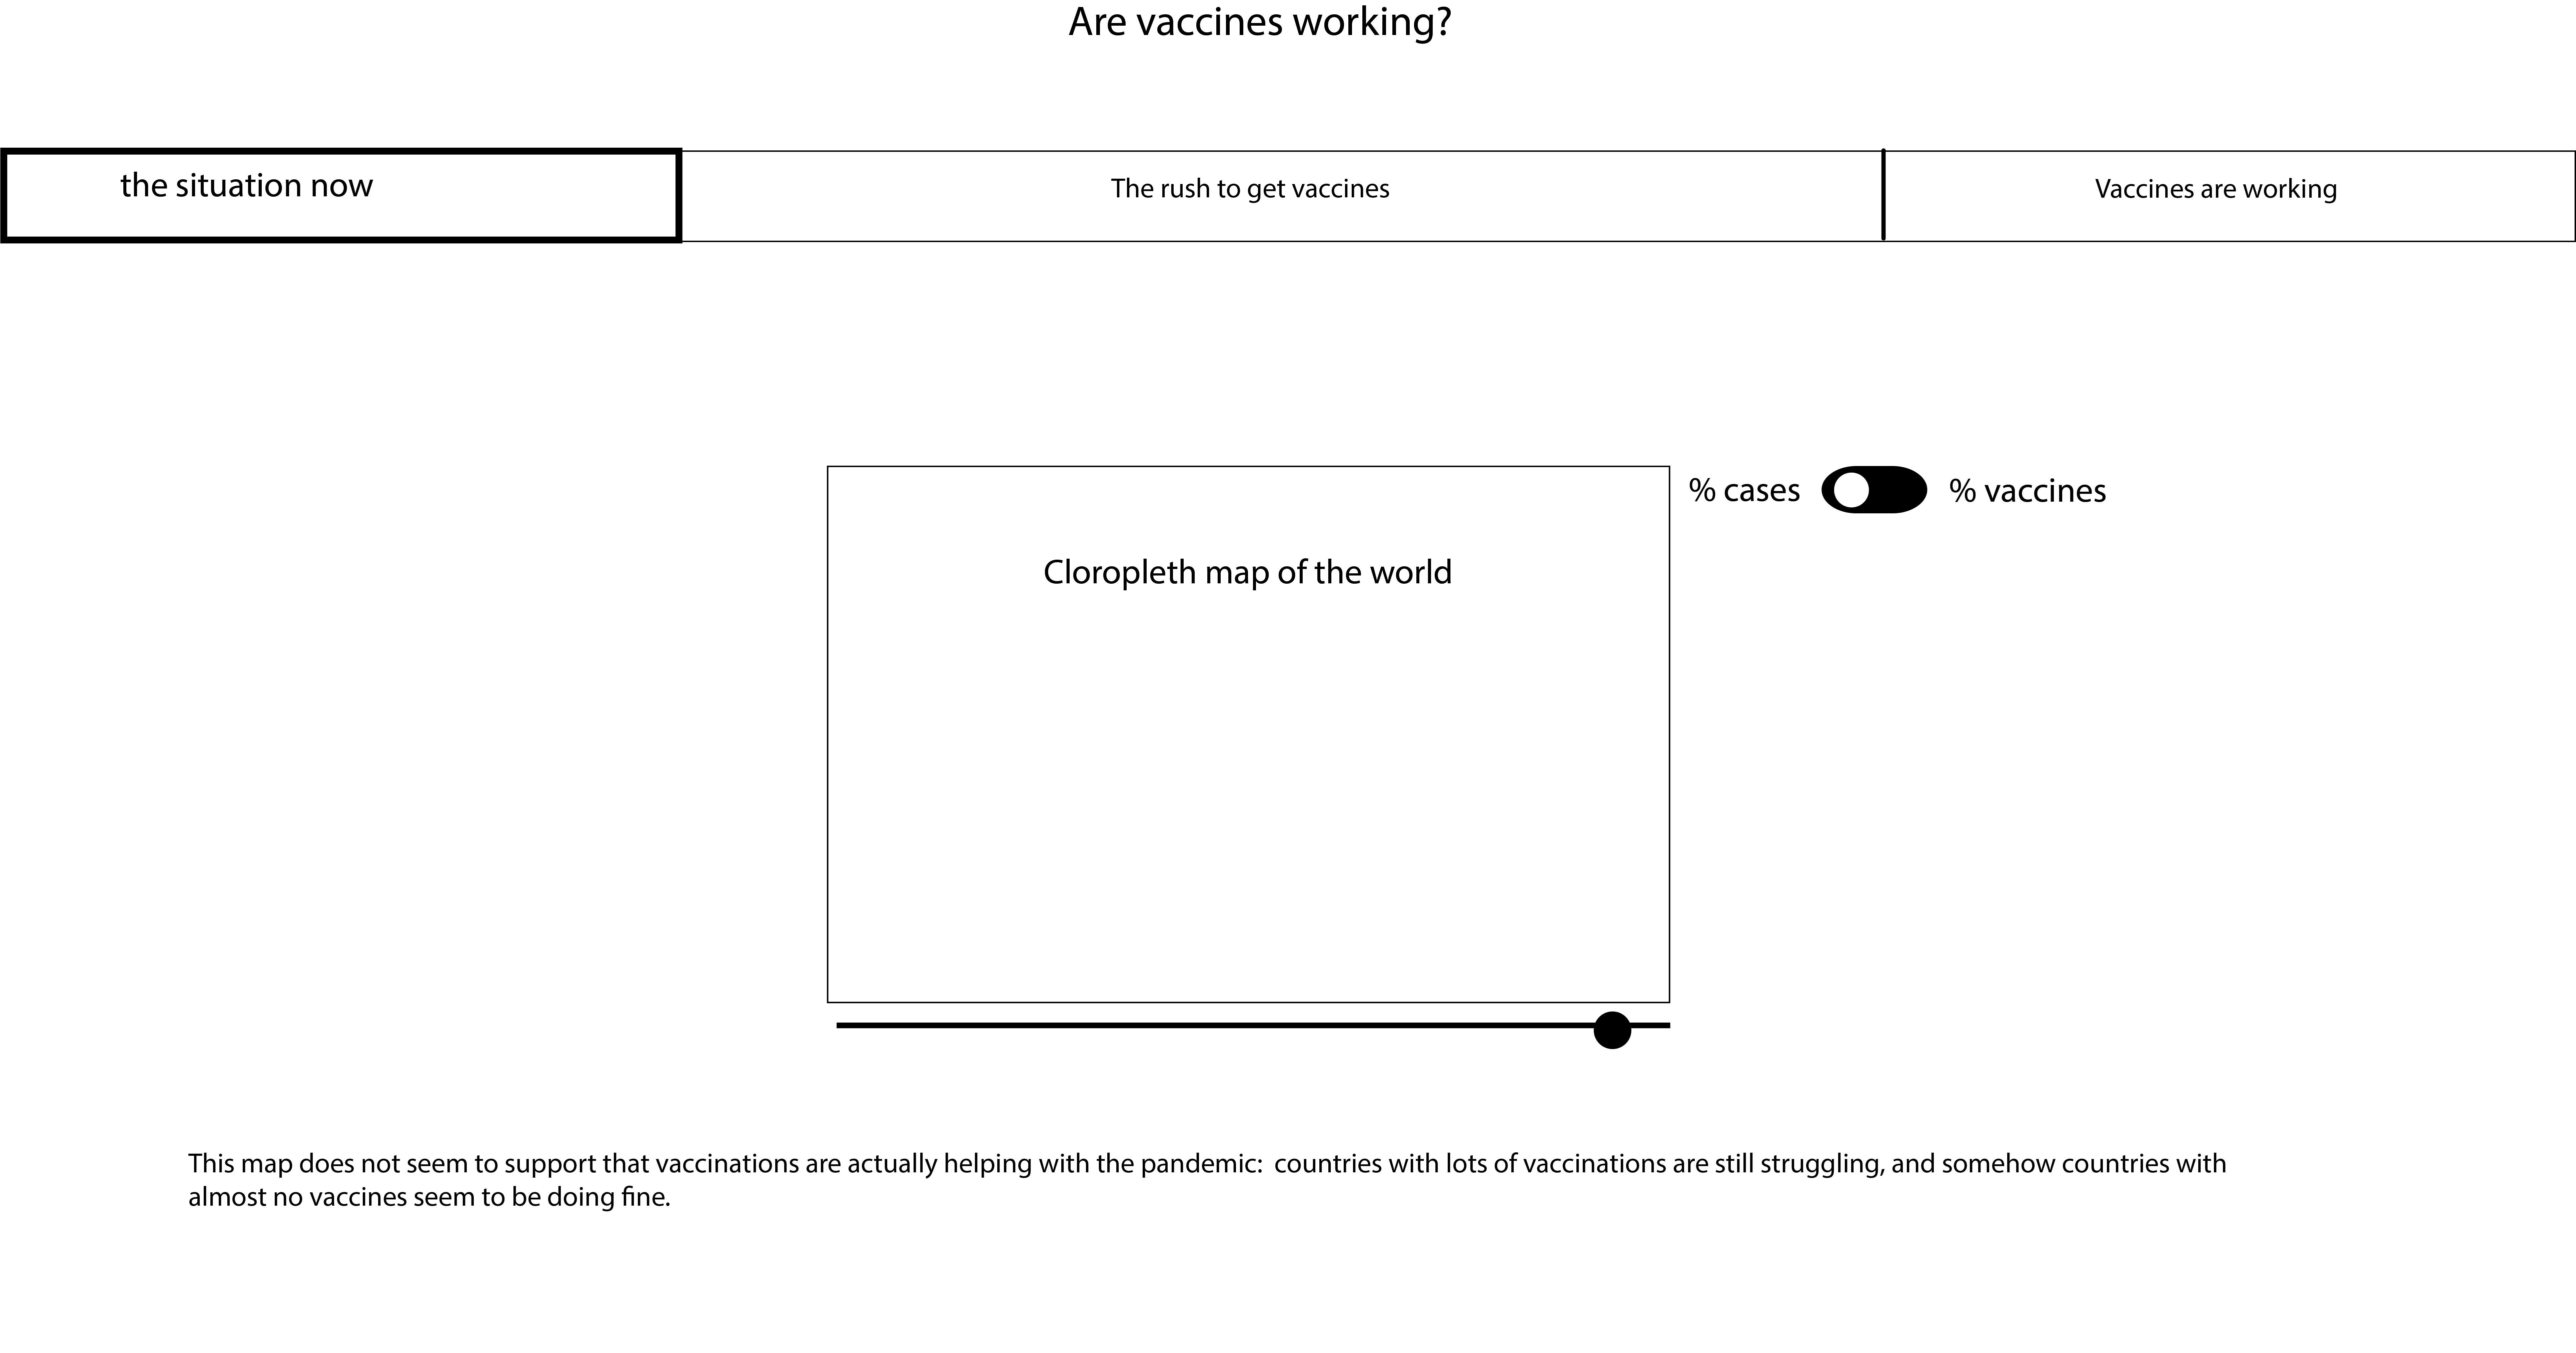 Are vaccines working?
the situation now
The rush to get vaccines
Vaccines are working
% cases
% vaccines
Cloropleth map of the world
This map does not seem to support that vaccinations are actually helping with the pandemic:  countries with lots of vaccinations are still struggling, and somehow countries with
almost no vaccines seem to be doing fine.